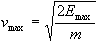 v_max = √(2E_max / m)